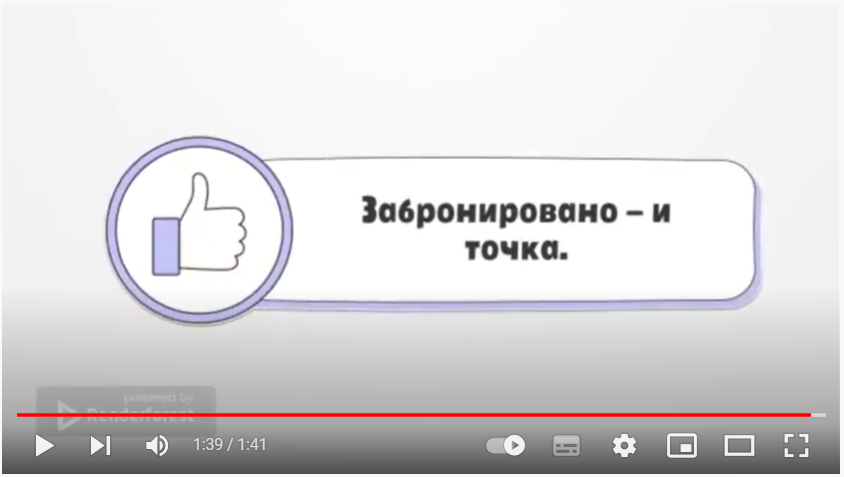 Забронировано – и
точка.
powered by
Renderforest
1:39 / 1:41